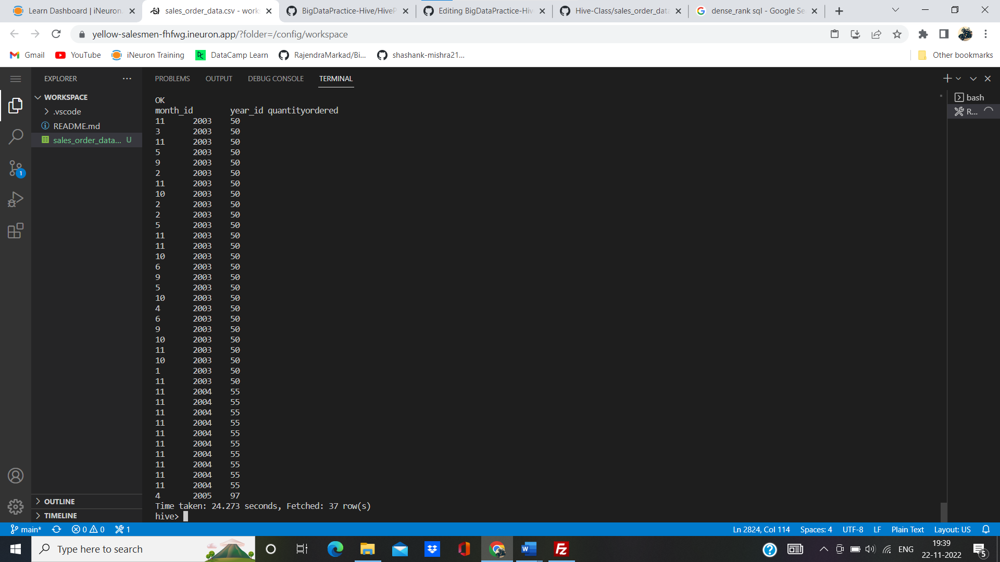 Learn Dashboard | iNeuron.
sales_order_data.csv - work
BigDataPractice-Hive/HiveP
Editing BigDataPractice-Hiv
Hive-Class/sales_order_data
dense_rank sql - Google Se
yellow-salesmen-fhfwg.ineuron.app/?folder=/config/workspace
Gmail
YouTube
iNeuron Training
DataCamp Learn
RajendraMarkad/Bi...
shashank-mishra21...
Other bookmarks
EXPLORER
WORKSPACE
.vscode
README.md
sales_order_data... U
1
OUTLINE
TIMELINE
PROBLEMS OUTPUT DEBUG CONSOLE TERMINAL
OK
month_id year_id quantityordered
11 2003 50
3 2003 50
11 2003 50
5 2003 50
9 2003 50
2 2003 50
11 2003 50
10 2003 50
2 2003 50
2 2003 50
5 2003 50
11 2003 50
11 2003 50
10 2003 50
6 2003 50
9 2003 50
5 2003 50
10 2003 50
4 2003 50
6 2003 50
9 2003 50
10 2003 50
11 2003 50
10 2003 50
1 2003 50
11 2003 50
11 2004 55
11 2004 55
11 2004 55
11 2004 55
11 2004 55
11 2004 55
11 2004 55
11 2004 55
11 2004 55
11 2004 55
4 2005 97
Time taken: 24.273 seconds, Fetched: 37 row(s)
hive>
bash
R...
main* 0 0 1
Ln 2824, Col 114 Spaces: 4 UTF-8 LF Plain Text Layout: US
Type here to search
ENG
19:39
22-11-2022
5